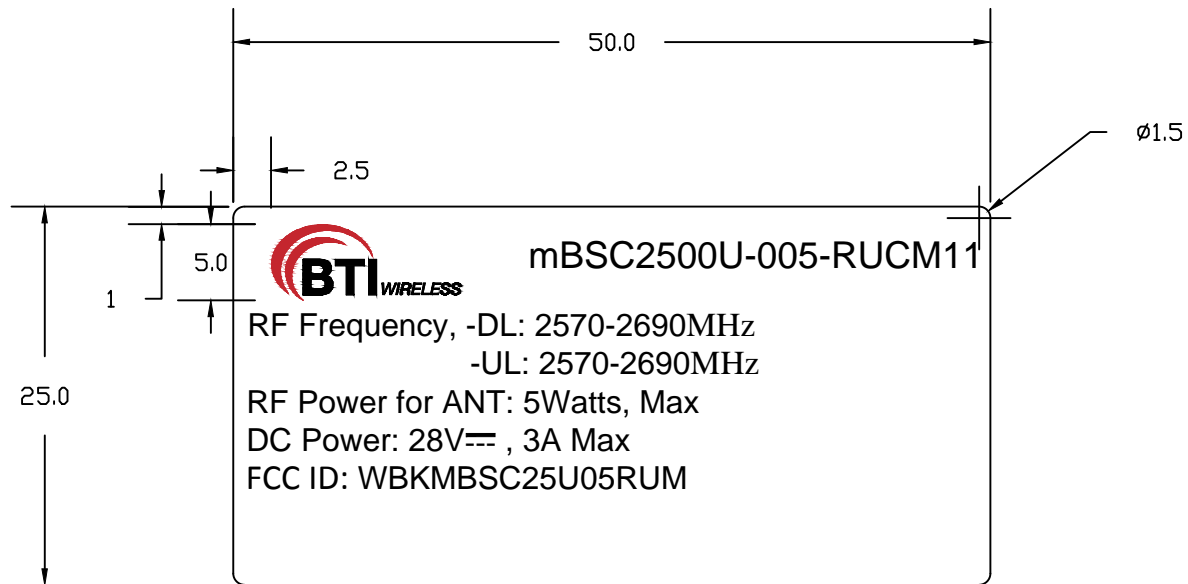 50.0
ø1.5
2.5
5.0
1
25.0
BTI WIRELESS
mBSC2500U-005-RUCM11
RF Frequency, -DL: 2570-2690MHz
-UL: 2570-2690MHz
RF Power for ANT: 5Watts, Max
DC Power: 28V⎓ , 3A Max
FCC ID: WBKMBSC25U05RUM